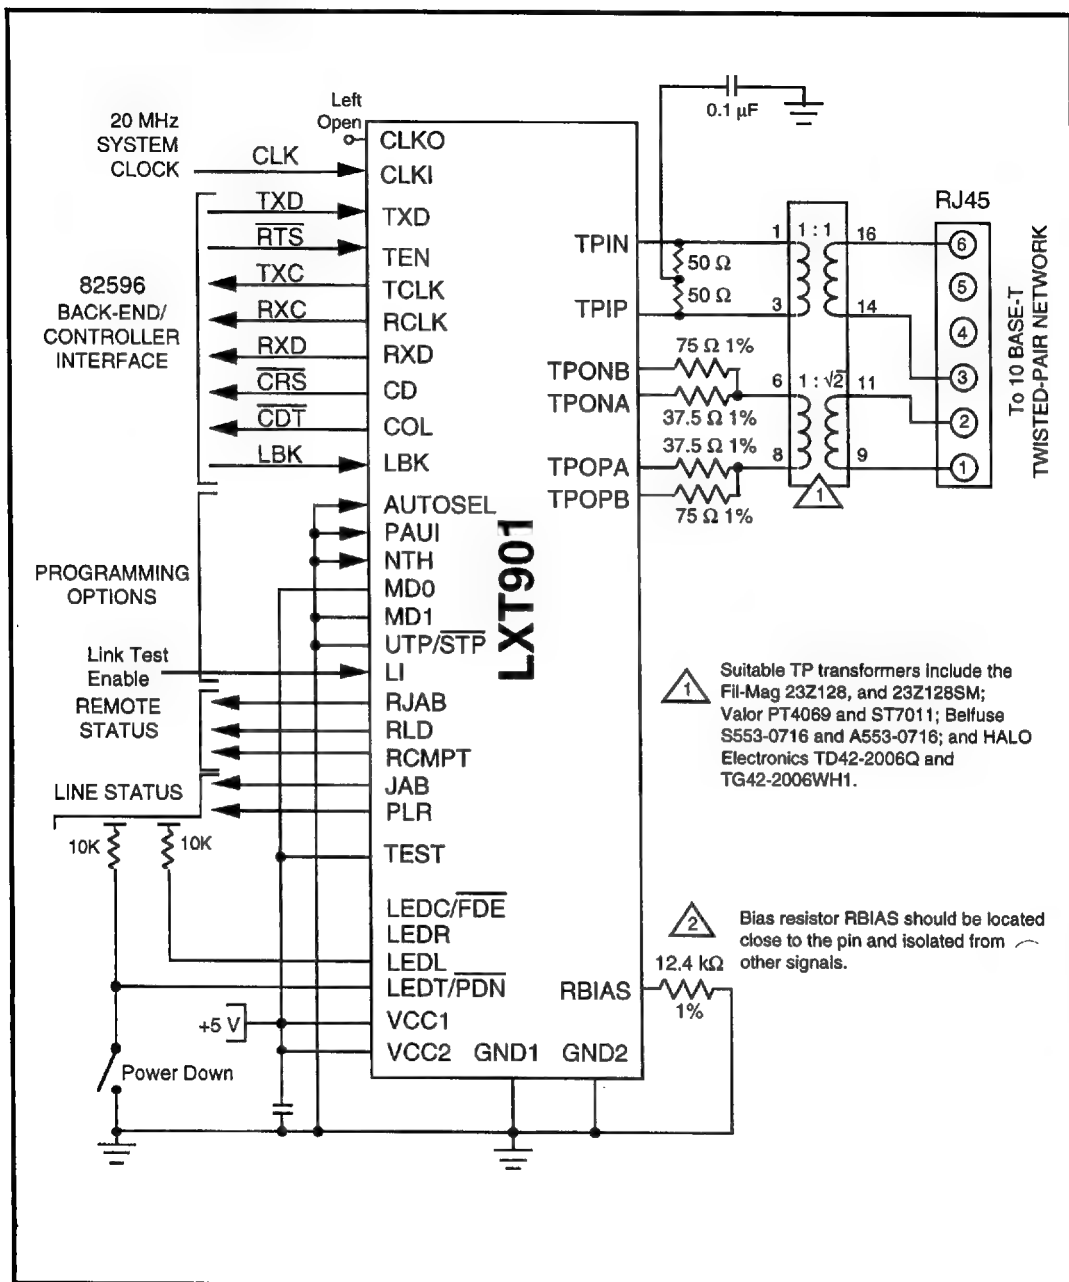 Left
Open
20 MHz
SYSTEM
CLOCK
CLK
TXD
RTS
TXC
RXC
RXD
CRS
CDT
LBK
82596
BACK-END/
CONTROLLER
INTERFACE
PROGRAMMING
OPTIONS
Link Test
Enable
REMOTE
STATUS
LINE STATUS
10K
10K
+5 V
Power Down
CLKO
CLKI
TXD
TEN
TCLK
RCLK
RXD
CD
COL
LBK
AUTOSEL
PAUI
NTH
MD0
MD1
UTP/STP
LI
RJAB
RLD
RCMPT
JAB
PLR
TEST
LEDC/FDE
LEDR
LEDL
LEDT/PDN
VCC1
VCC2
GND1
GND2
LXT901
TPIN
TPIP
TPONB
TPONA
TPOPA
TPOPB
RBIAS
0.1 µF
50 Ω
50 Ω
75 Ω 1%
37.5 Ω 1%
37.5 Ω 1%
75 Ω 1%
1
1 : 1
16
3
14
6
1 : √2
11
8
9
1
RJ45
6
5
4
3
2
1
To 10 BASE-T
TWISTED-PAIR NETWORK
1
Suitable TP transformers include the
Fil-Mag 23Z128, and 23Z128SM;
Valor PT4069 and ST7011; Belfuse
S553-0716 and A553-0716; and HALO
Electronics TD42-2006Q and
TG42-2006WH1.
2
Bias resistor RBIAS should be located
close to the pin and isolated from
other signals.
12.4 kΩ
1%